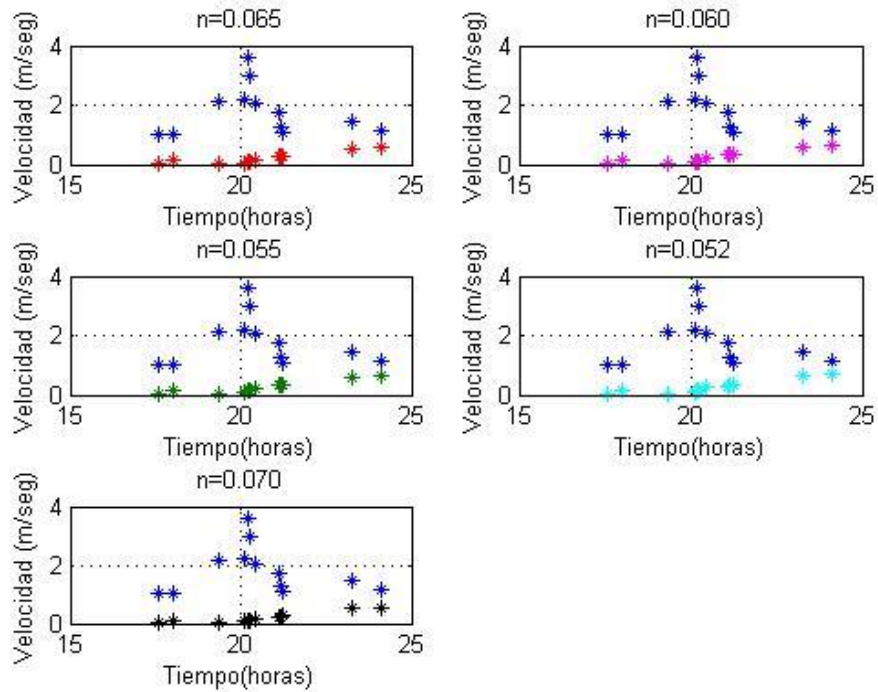 n=0.065
Velocidad (m/seg)
4
2
0
15
20
25
Tiempo(horas)
n=0.060
Velocidad (m/seg)
4
2
0
15
20
25
Tiempo(horas)
n=0.055
Velocidad (m/seg)
4
2
0
15
20
25
Tiempo(horas)
n=0.052
Velocidad (m/seg)
4
2
0
15
20
25
Tiempo(horas)
n=0.070
Velocidad (m/seg)
4
2
0
15
20
25
Tiempo(horas)